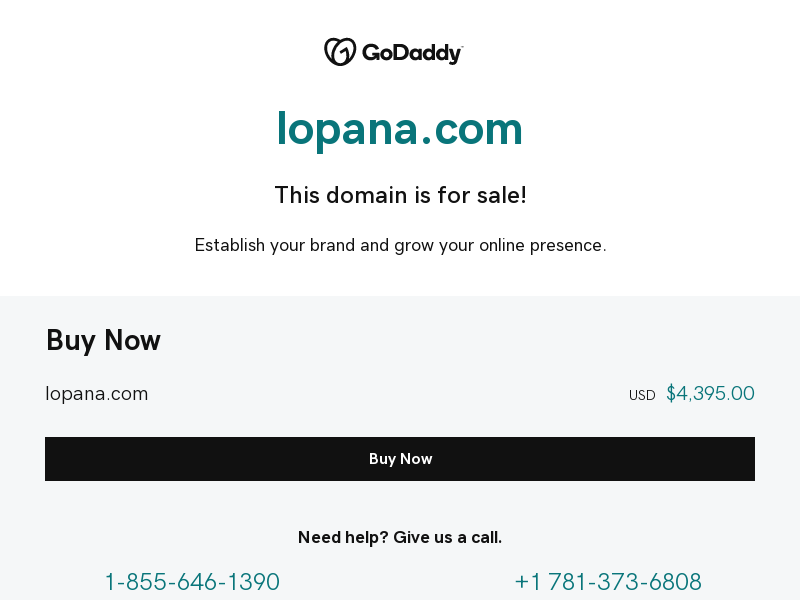 GoDaddy
lopana.com
This domain is for sale!
Establish your brand and grow your online presence.
Buy Now
lopana.com
USD $4,395.00
Buy Now
Need help? Give us a call.
1-855-646-1390
+1 781-373-6808